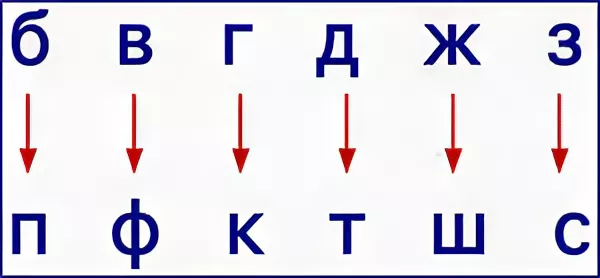 б в г д ж з
п ф к т ш с